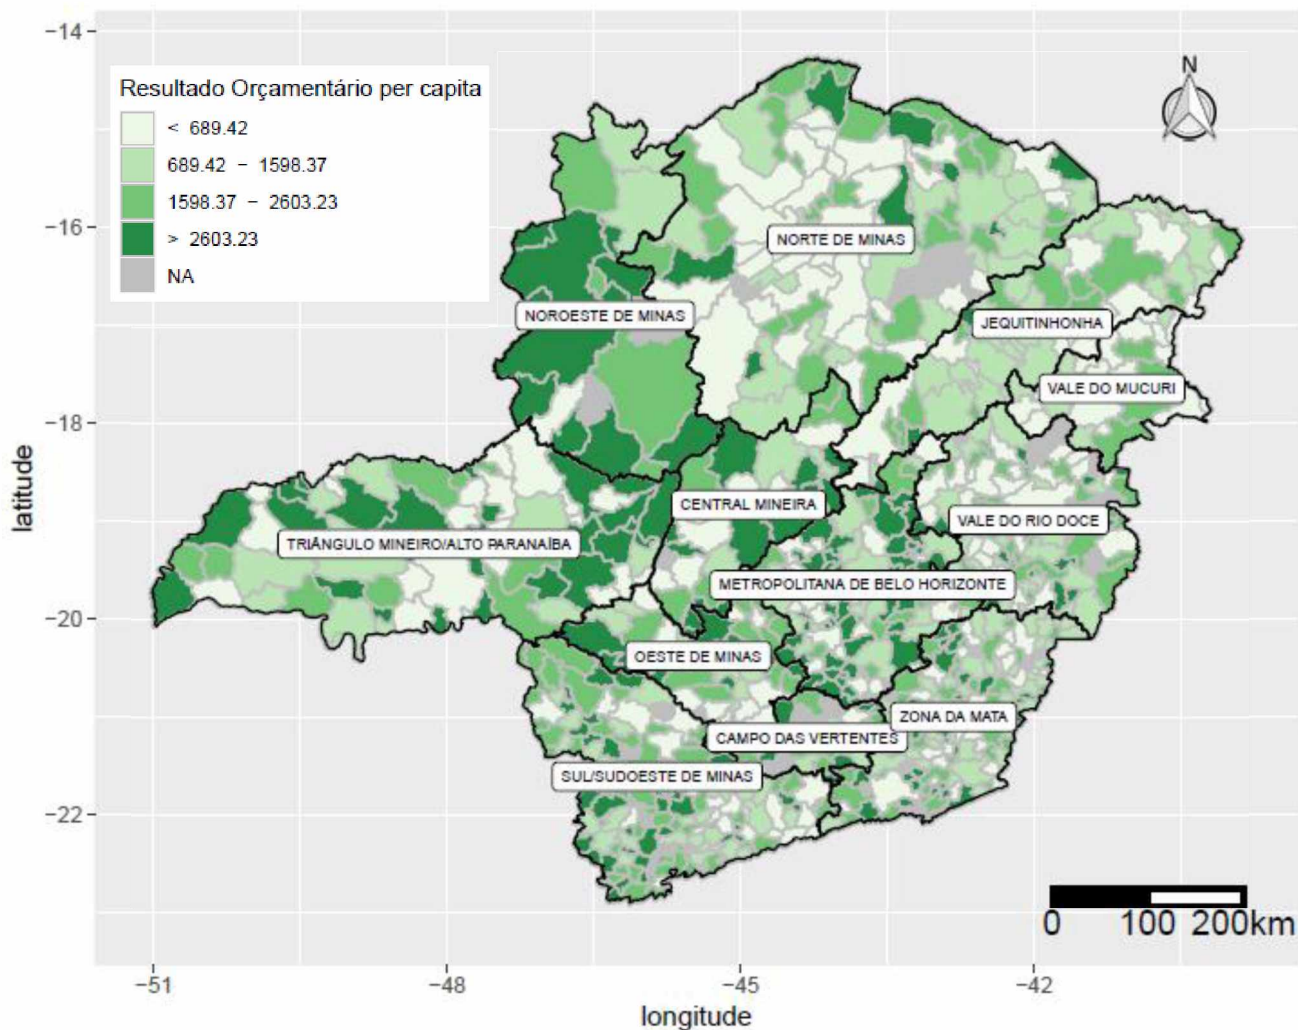 −14
−16
−18
−20
−22
latitude
Resultado Orçamentário per capita
< 689.42
689.42 − 1598.37
1598.37 − 2603.23
> 2603.23
NA
N
NORTE DE MINAS
NOROESTE DE MINAS
JEQUITINHONHA
VALE DO MUCURI
CENTRAL MINEIRA
VALE DO RIO DOCE
TRIÂNGULO MINEIRO/ALTO PARANAÍBA
METROPOLITANA DE BELO HORIZONTE
OESTE DE MINAS
ZONA DA MATA
CAMPO DAS VERTENTES
SUL/SUDOESTE DE MINAS
0 100 200km
−51 −48 −45 −42
longitude